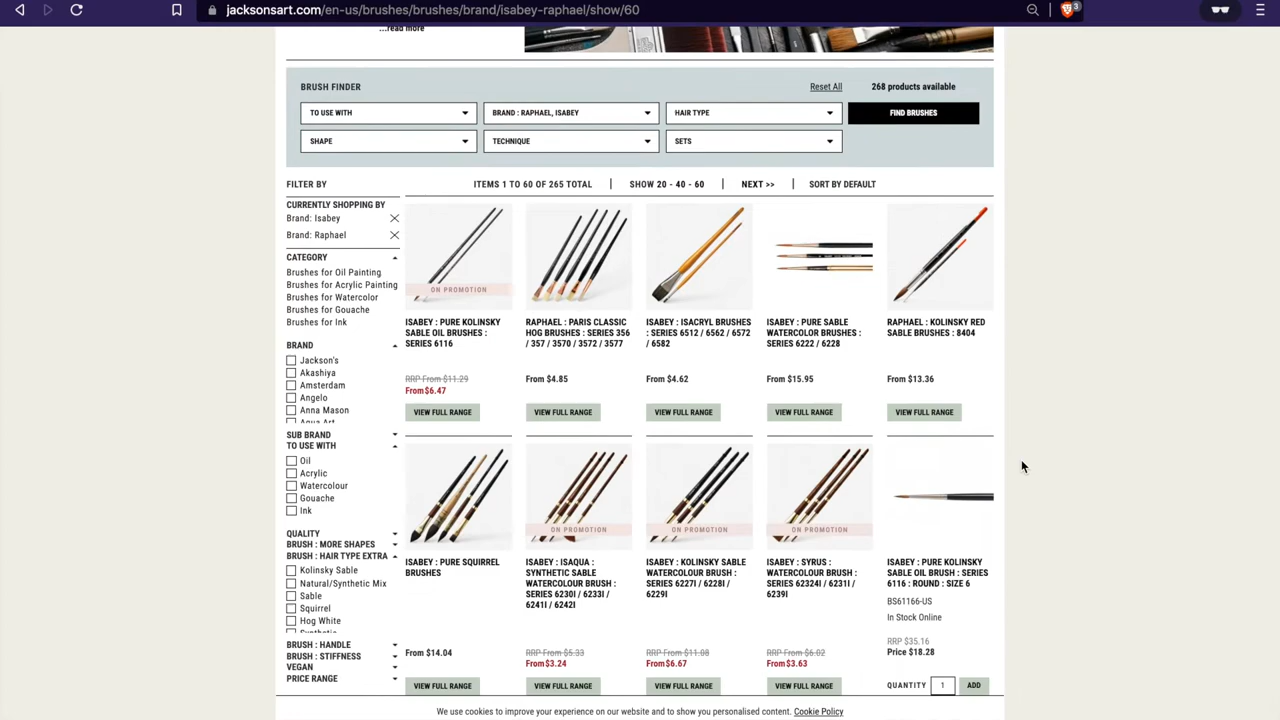 jacksonsart.com/en-us/brushes/brushes/brand/isabey-raphael/show/60
3
...read more
BRUSH FINDER
Reset All
268 products available
TO USE WITH
BRAND : RAPHAEL, ISABEY
HAIR TYPE
FIND BRUSHES
SHAPE
TECHNIQUE
SETS
FILTER BY
ITEMS 1 TO 60 OF 265 TOTAL
SHOW 20 - 40 - 60
NEXT >>
SORT BY DEFAULT
CURRENTLY SHOPPING BY
Brand: Isabey
Brand: Raphael
CATEGORY
Brushes for Oil Painting
Brushes for Acrylic Painting
Brushes for Watercolor
Brushes for Gouache
Brushes for Ink
BRAND
Jackson's
Akashiya
Amsterdam
Angelo
Anna Mason
Aqua Art
SUB BRAND
TO USE WITH
Oil
Acrylic
Watercolour
Gouache
Ink
QUALITY
BRUSH : MORE SHAPES
BRUSH : HAIR TYPE EXTRA
Kolinsky Sable
Natural/Synthetic Mix
Sable
Squirrel
Hog White
Synthetic
BRUSH : HANDLE
BRUSH : STIFFNESS
VEGAN
PRICE RANGE
ON PROMOTION
ISABEY : PURE KOLINSKY
SABLE OIL BRUSHES :
SERIES 6116
RRP From $11.29
From $6.47
VIEW FULL RANGE
RAPHAEL : PARIS CLASSIC
HOG BRUSHES : SERIES 356
/ 357 / 3570 / 3572 / 3577
From $4.85
VIEW FULL RANGE
ISABEY : ISACRYL BRUSHES
: SERIES 6512 / 6562 / 6572
/ 6582
From $4.62
VIEW FULL RANGE
ISABEY : PURE SABLE
WATERCOLOR BRUSHES :
SERIES 6222 / 6228
From $15.95
VIEW FULL RANGE
RAPHAEL : KOLINSKY RED
SABLE BRUSHES : 8404
From $13.36
VIEW FULL RANGE
ISABEY : PURE SQUIRREL
BRUSHES
From $14.04
VIEW FULL RANGE
ON PROMOTION
ISABEY : ISAQUA :
SYNTHETIC SABLE
WATERCOLOUR BRUSH :
SERIES 6230I / 6233I /
6241I / 6242I
RRP From $5.33
From $3.24
VIEW FULL RANGE
ON PROMOTION
ISABEY : KOLINSKY SABLE
WATERCOLOUR BRUSH :
SERIES 6227I / 6228I /
6229I
RRP From $11.08
From $6.67
VIEW FULL RANGE
ON PROMOTION
ISABEY : SYRUS :
WATERCOLOUR BRUSH :
SERIES 62324I / 6231I /
6239I
RRP From $6.02
From $3.63
VIEW FULL RANGE
ISABEY : PURE KOLINSKY
SABLE OIL BRUSH : SERIES
6116 : ROUND : SIZE 6
BS61166-US
In Stock Online
RRP $35.16
Price $18.28
QUANTITY 1 ADD
We use cookies to improve your experience on our website and to show you personalised content. Cookie Policy